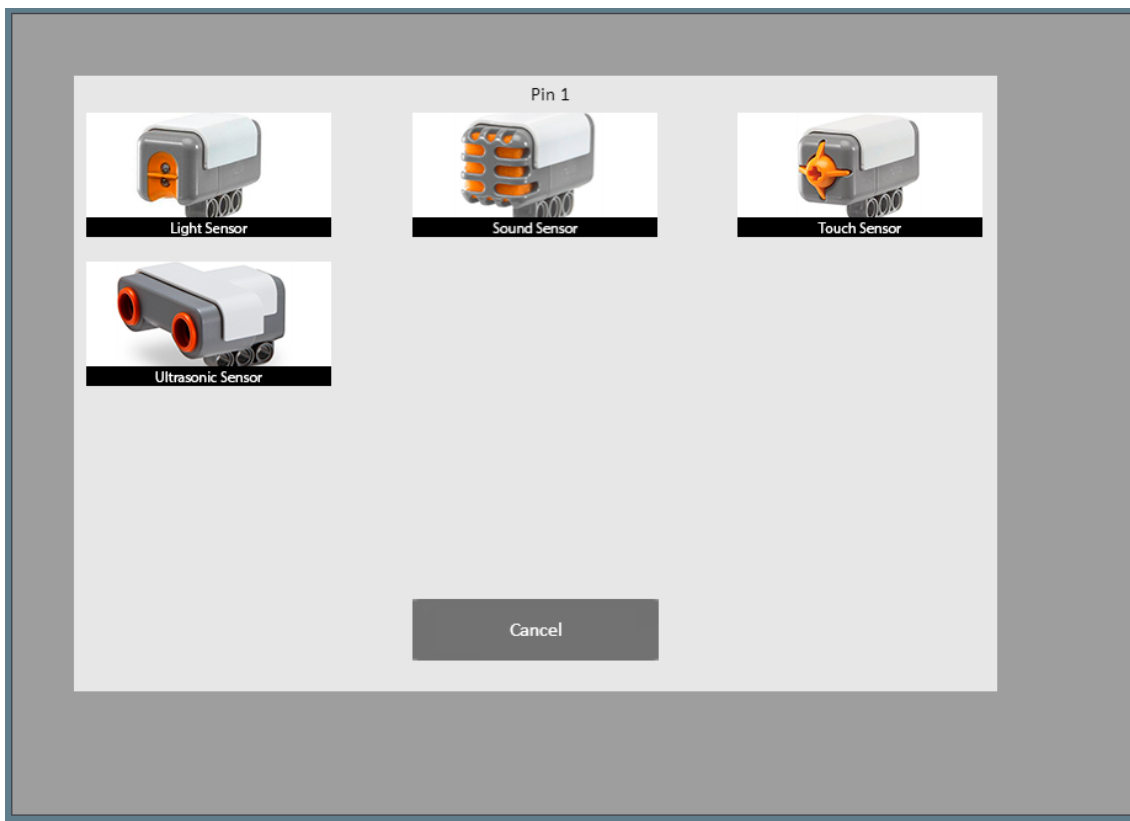 Pin 1
Light Sensor
Sound Sensor
Touch Sensor
Ultrasonic Sensor
Cancel